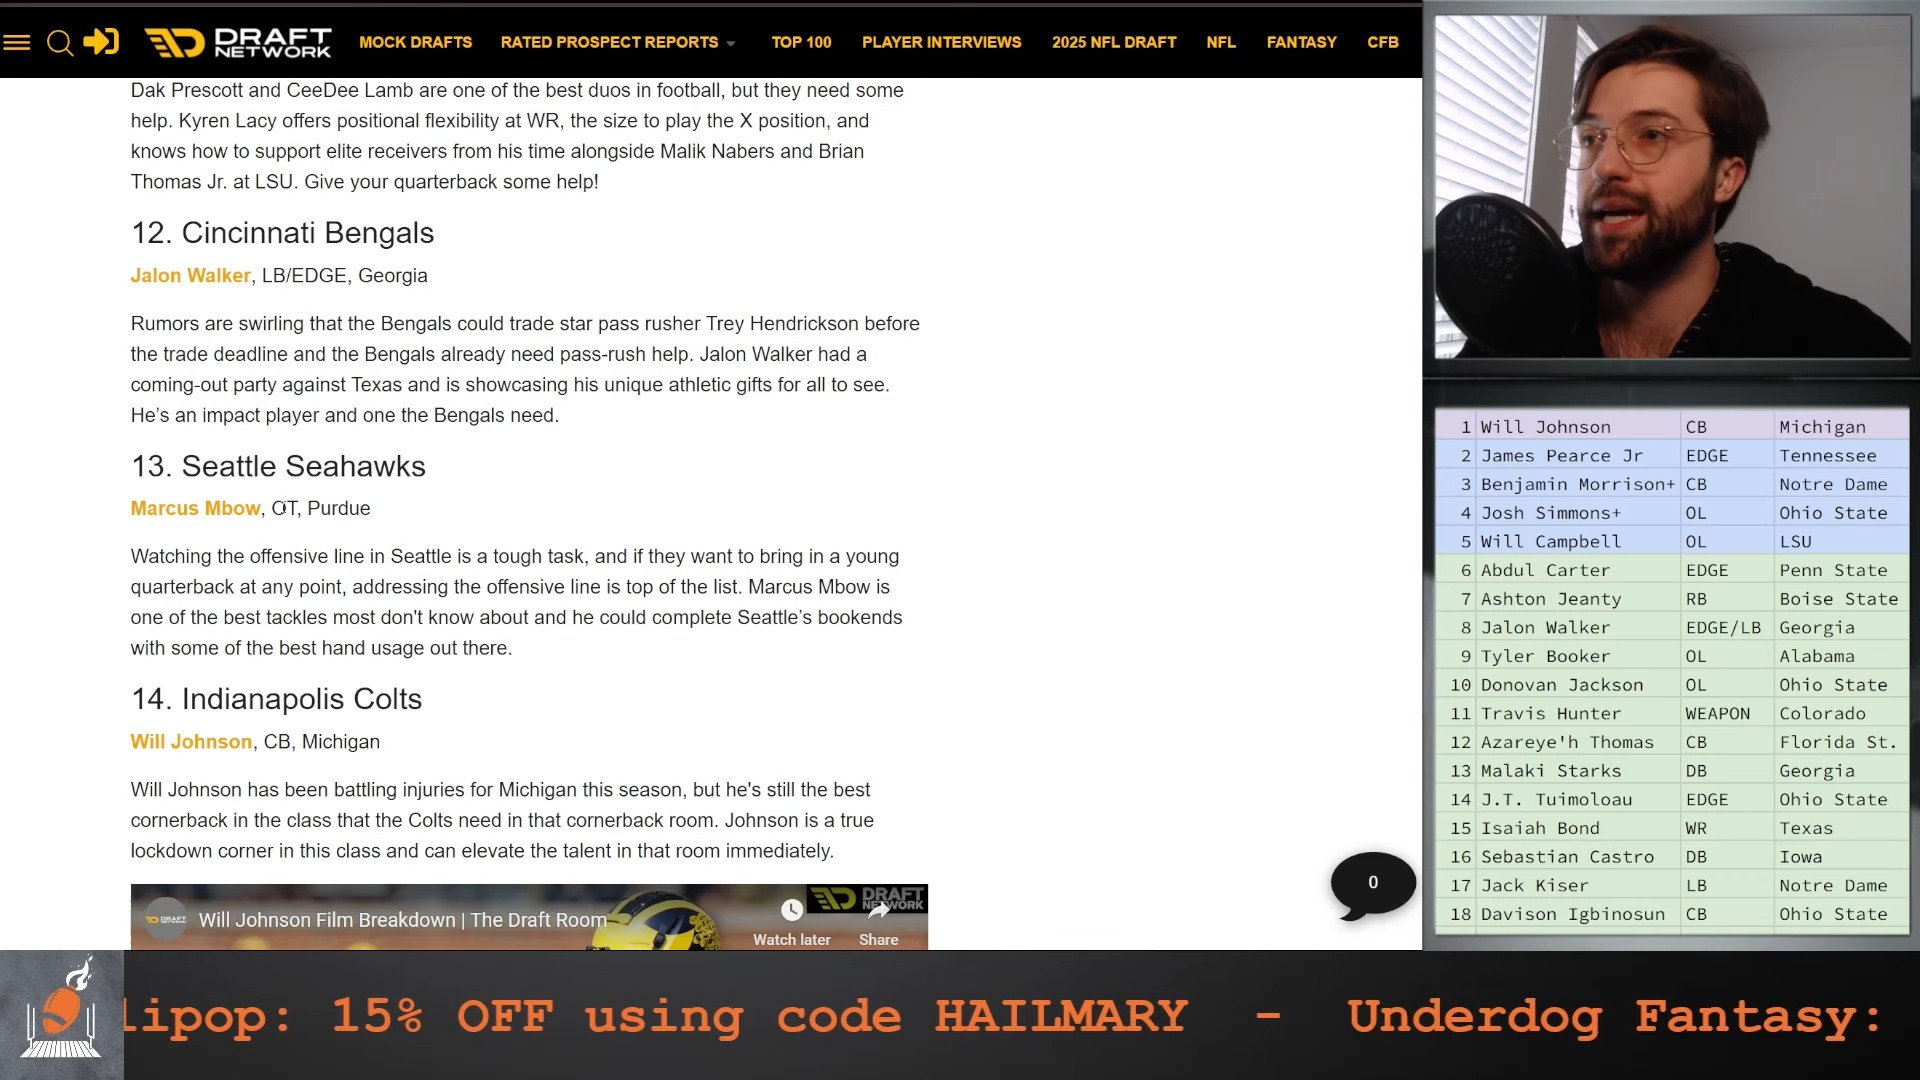 DRAFT NETWORK MOCK DRAFTS RATED PROSPECT REPORTS TOP 100 PLAYER INTERVIEWS 2025 NFL DRAFT NFL FANTASY CFB
Dak Prescott and CeeDee Lamb are one of the best duos in football, but they need some
help. Kyren Lacy offers positional flexibility at WR, the size to play the X position, and
knows how to support elite receivers from his time alongside Malik Nabers and Brian
Thomas Jr. at LSU. Give your quarterback some help!
12. Cincinnati Bengals
Jalon Walker, LB/EDGE, Georgia
Rumors are swirling that the Bengals could trade star pass rusher Trey Hendrickson before
the trade deadline and the Bengals already need pass-rush help. Jalon Walker had a
coming-out party against Texas and is showcasing his unique athletic gifts for all to see.
He’s an impact player and one the Bengals need.
13. Seattle Seahawks
Marcus Mbow, OT, Purdue
Watching the offensive line in Seattle is a tough task, and if they want to bring in a young
quarterback at any point, addressing the offensive line is top of the list. Marcus Mbow is
one of the best tackles most don't know about and he could complete Seattle’s bookends
with some of the best hand usage out there.
14. Indianapolis Colts
Will Johnson, CB, Michigan
Will Johnson has been battling injuries for Michigan this season, but he's still the best
cornerback in the class that the Colts need in that cornerback room. Johnson is a true
lockdown corner in this class and can elevate the talent in that room immediately.
DRAFT NETWORK
Will Johnson Film Breakdown | The Draft Room
Watch later Share
DRAFT NETWORK
0
1 Will Johnson CB Michigan
2 James Pearce Jr EDGE Tennessee
3 Benjamin Morrison+ CB Notre Dame
4 Josh Simmons+ OL Ohio State
5 Will Campbell OL LSU
6 Abdul Carter EDGE Penn State
7 Ashton Jeanty RB Boise State
8 Jalon Walker EDGE/LB Georgia
9 Tyler Booker OL Alabama
10 Donovan Jackson OL Ohio State
11 Travis Hunter WEAPON Colorado
12 Azareye'h Thomas CB Florida St.
13 Malaki Starks DB Georgia
14 J.T. Tuimoloau EDGE Ohio State
15 Isaiah Bond WR Texas
16 Sebastian Castro DB Iowa
17 Jack Kiser LB Notre Dame
18 Davison Igbinosun CB Ohio State
lipop: 15% OFF using code HAILMARY - Underdog Fantasy: